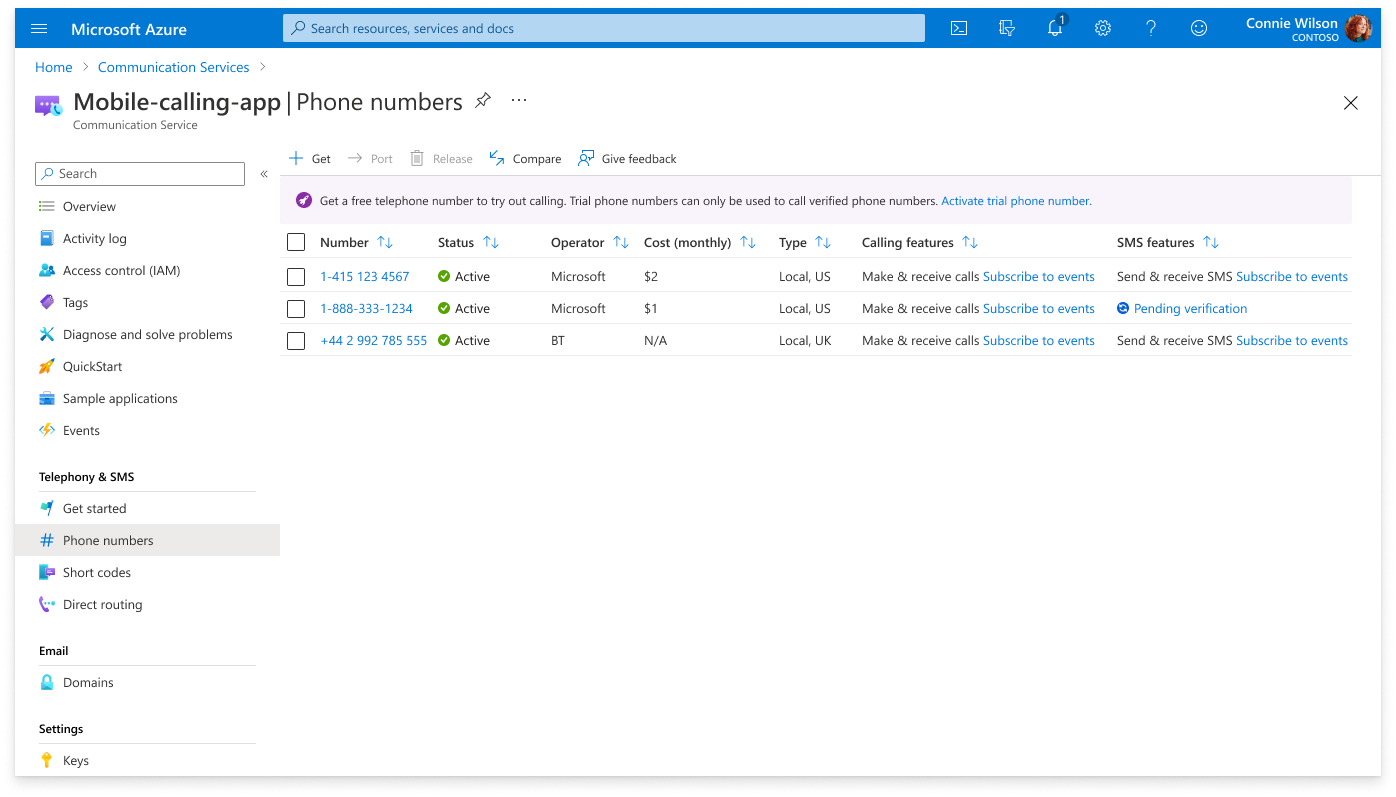 Microsoft Azure
Search resources, services and docs
1
Connie Wilson
CONTOSO
Home > Communication Services >
Mobile-calling-app | Phone numbers
Communication Service
Search
«
Overview
Activity log
Access control (IAM)
Tags
Diagnose and solve problems
QuickStart
Sample applications
Events
Telephony & SMS
Get started
Phone numbers
Short codes
Direct routing
Email
Domains
Settings
Keys
Get Port Release Compare Give feedback
Get a free telephone number to try out calling. Trial phone numbers can only be used to call verified phone numbers. Activate trial phone number.
Number Status Operator Cost (monthly) Type Calling features SMS features
1-415 123 4567 Active Microsoft $2 Local, US Make & receive calls Subscribe to events Send & receive SMS Subscribe to events
1-888-333-1234 Active Microsoft $1 Local, US Make & receive calls Subscribe to events Pending verification
+44 2 992 785 555 Active BT N/A Local, UK Make & receive calls Subscribe to events Send & receive SMS Subscribe to events